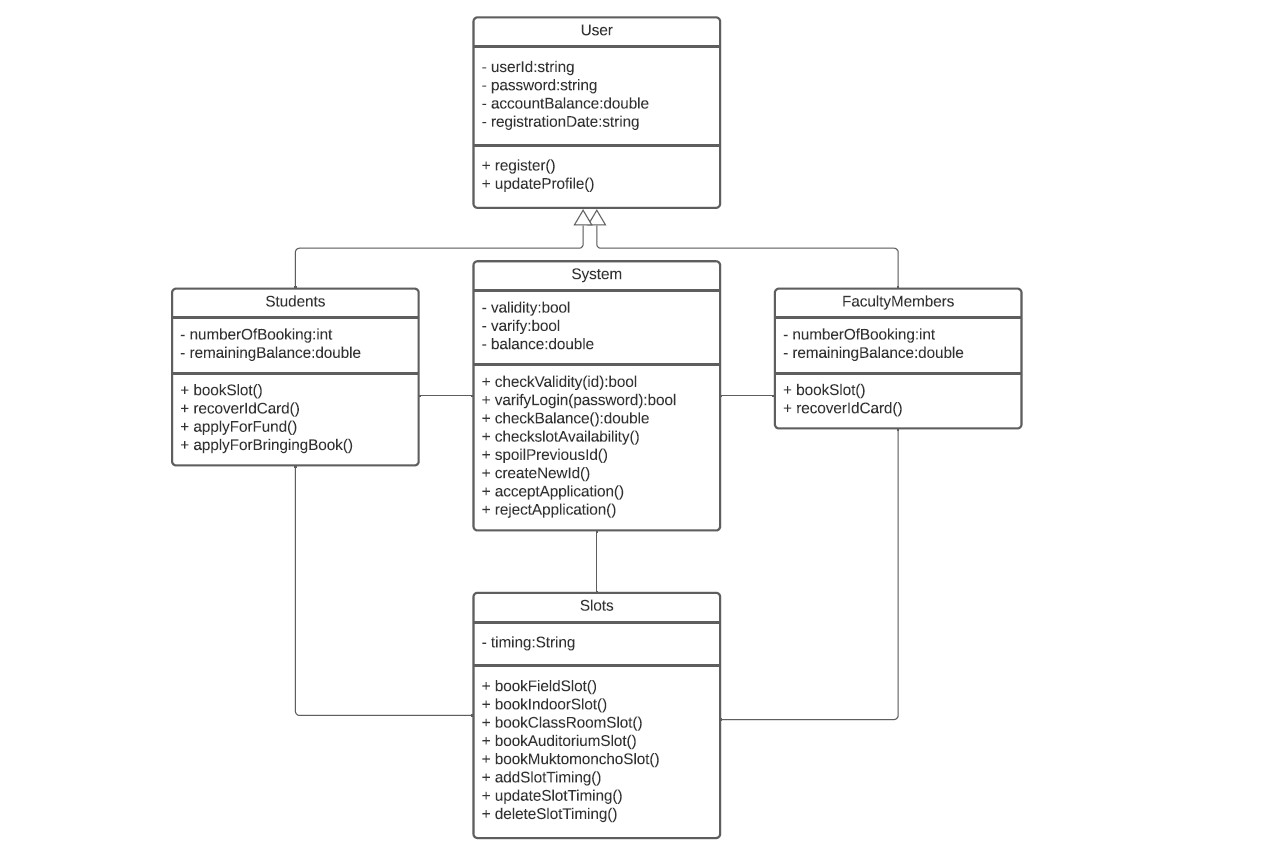 User
- userId:string
- password:string
- accountBalance:double
- registrationDate:string
+ register()
+ updateProfile()
Students
- numberOfBooking:int
- remainingBalance:double
+ bookSlot()
+ recoverIdCard()
+ applyForFund()
+ applyForBringingBook()
System
- validity:bool
- varify:bool
- balance:double
+ checkValidity(id):bool
+ varifyLogin(password):bool
+ checkBalance():double
+ checkslotAvailability()
+ spoilPreviousId()
+ createNewId()
+ acceptApplication()
+ rejectApplication()
FacultyMembers
- numberOfBooking:int
- remainingBalance:double
+ bookSlot()
+ recoverIdCard()
Slots
- timing:String
+ bookFieldSlot()
+ bookIndoorSlot()
+ bookClassRoomSlot()
+ bookAuditoriumSlot()
+ bookMuktomonchoSlot()
+ addSlotTiming()
+ updateSlotTiming()
+ deleteSlotTiming()